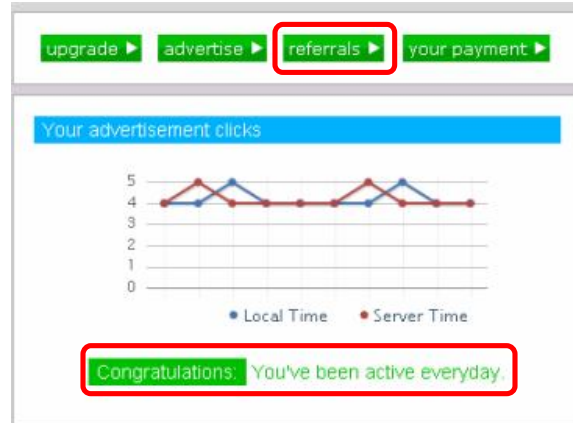 upgrade ▶ advertise ▶ referrals ▶ your payment ▶
Your advertisement clicks
5
4
3
2
1
0
Local Time Server Time
Congratulations: You've been active everyday.